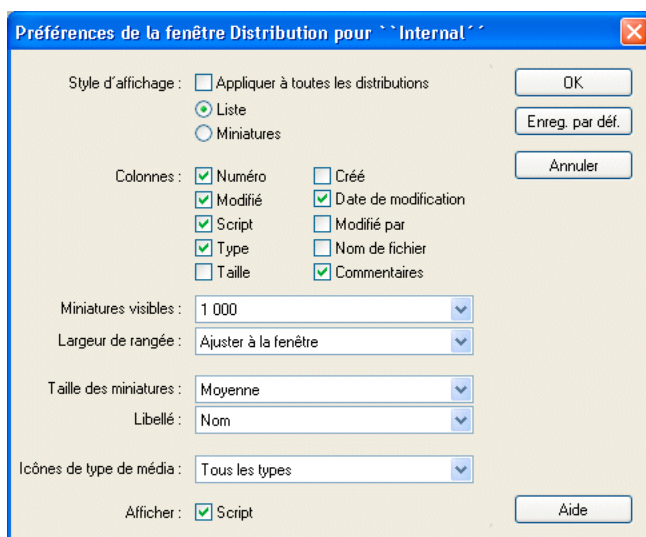 Préférences de la fenêtre Distribution pour ``Internal´´
Style d´affichage : Appliquer à toutes les distributions OK
Liste
Miniatures Enreg. par déf.
Colonnes : Numéro Créé Annuler
Modifié Date de modification
Script Modifié par
Type Nom de fichier
Taille Commentaires
Miniatures visibles : 1 000
Largeur de rangée : Ajuster à la fenêtre
Taille des miniatures : Moyenne
Libellé : Nom
Icônes de type de média : Tous les types
Afficher : Script Aide